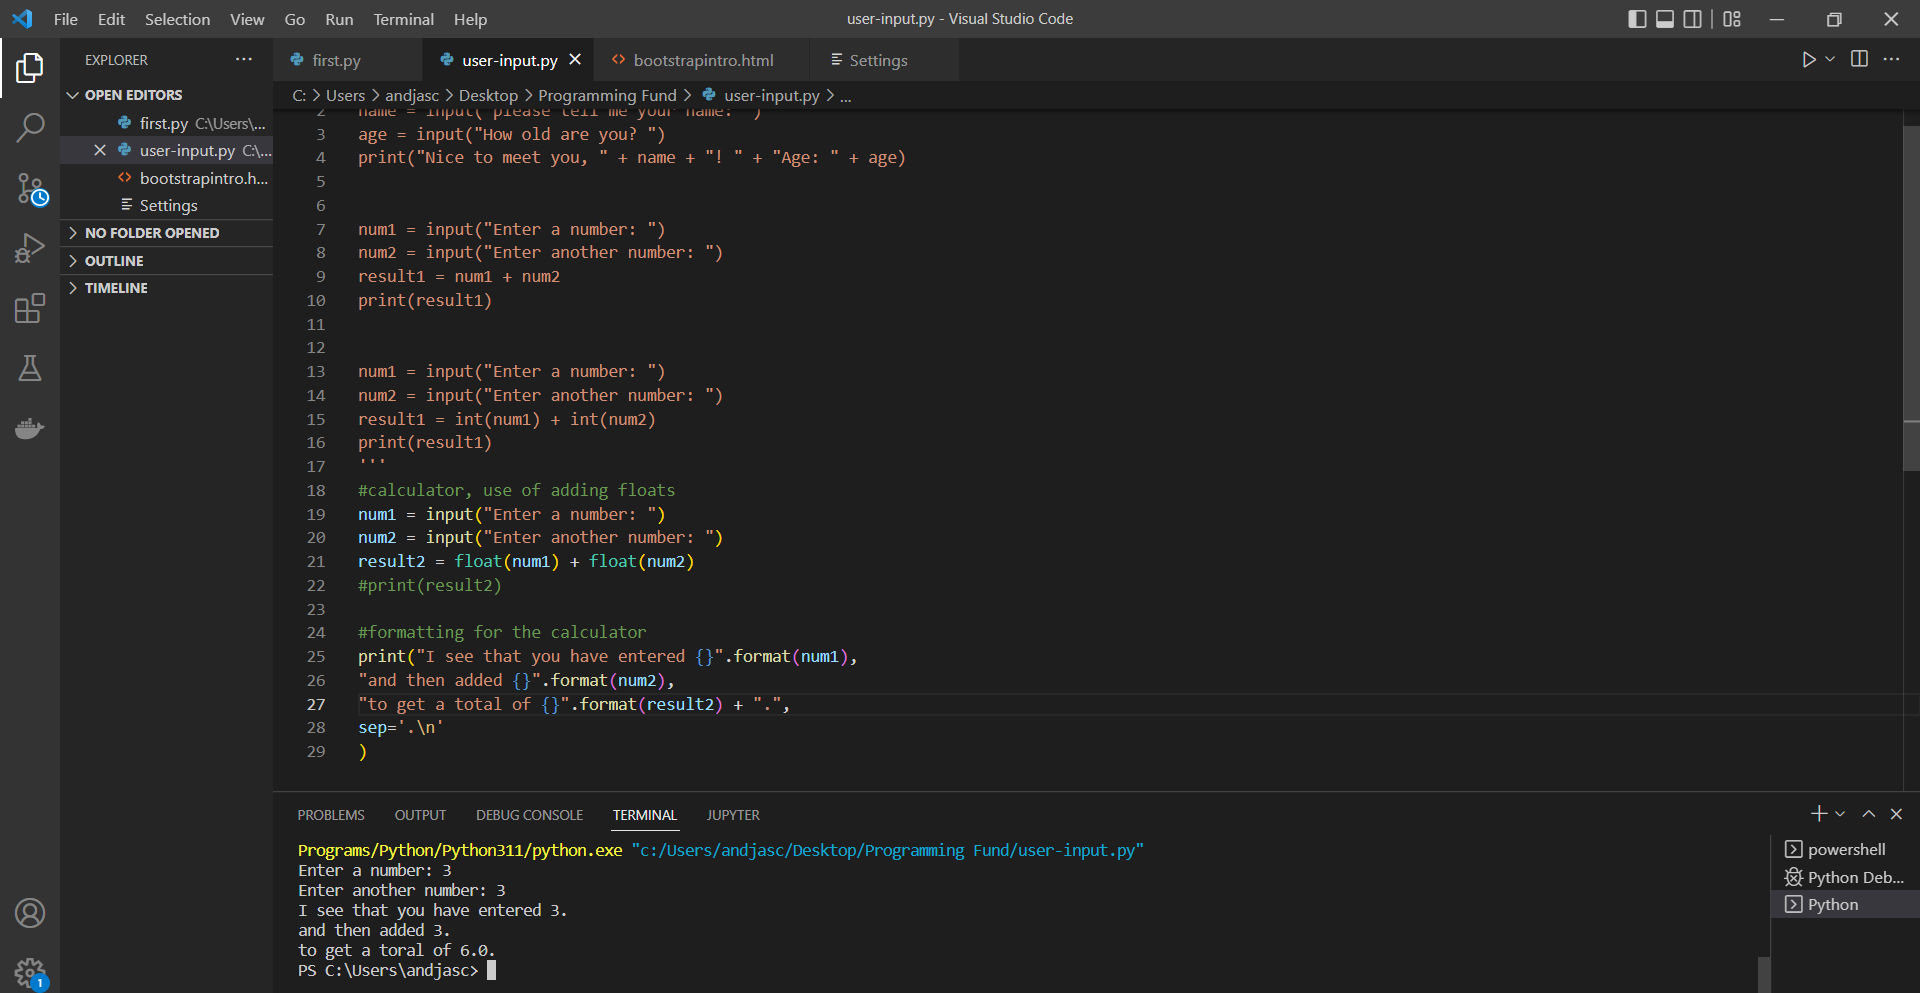 File Edit Selection View Go Run Terminal Help
user-input.py - Visual Studio Code
EXPLORER
OPEN EDITORS
first.py C:\Users\...
user-input.py C:\...
bootstrapintro.h...
Settings
NO FOLDER OPENED
OUTLINE
TIMELINE
1
first.py
user-input.py
bootstrapintro.html
Settings
C: > Users > andjasc > Desktop > Programming Fund > user-input.py > ...
2 name = input("please tell me your name: ")
3 age = input("How old are you? ")
4 print("Nice to meet you, " + name + "! " + "Age: " + age)
5
6
7 num1 = input("Enter a number: ")
8 num2 = input("Enter another number: ")
9 result1 = num1 + num2
10 print(result1)
11
12
13 num1 = input("Enter a number: ")
14 num2 = input("Enter another number: ")
15 result1 = int(num1) + int(num2)
16 print(result1)
17 '''
18 #calculator, use of adding floats
19 num1 = input("Enter a number: ")
20 num2 = input("Enter another number: ")
21 result2 = float(num1) + float(num2)
22 #print(result2)
23
24 #formatting for the calculator
25 print("I see that you have entered {}".format(num1),
26 "and then added {}".format(num2),
27 "to get a total of {}".format(result2) + ".",
28 sep='.\n'
29 )
PROBLEMS OUTPUT DEBUG CONSOLE TERMINAL JUPYTER
Programs/Python/Python311/python.exe "c:/Users/andjasc/Desktop/Programming Fund/user-input.py"
Enter a number: 3
Enter another number: 3
I see that you have entered 3.
and then added 3.
to get a toral of 6.0.
PS C:\Users\andjasc>
powershell
Python Deb...
Python